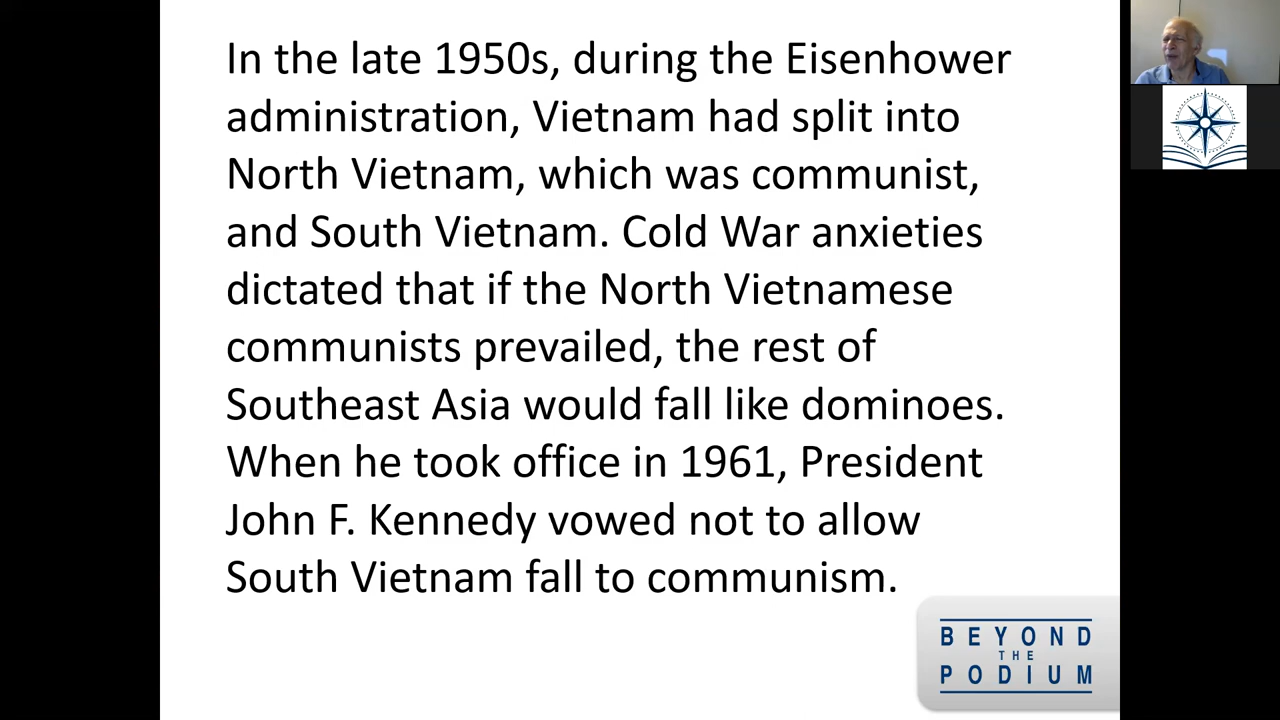 In the late 1950s, during the Eisenhower
administration, Vietnam had split into
North Vietnam, which was communist,
and South Vietnam. Cold War anxieties
dictated that if the North Vietnamese
communists prevailed, the rest of
Southeast Asia would fall like dominoes.
When he took office in 1961, President
John F. Kennedy vowed not to allow
South Vietnam fall to communism.
BEYOND
THE
PODIUM